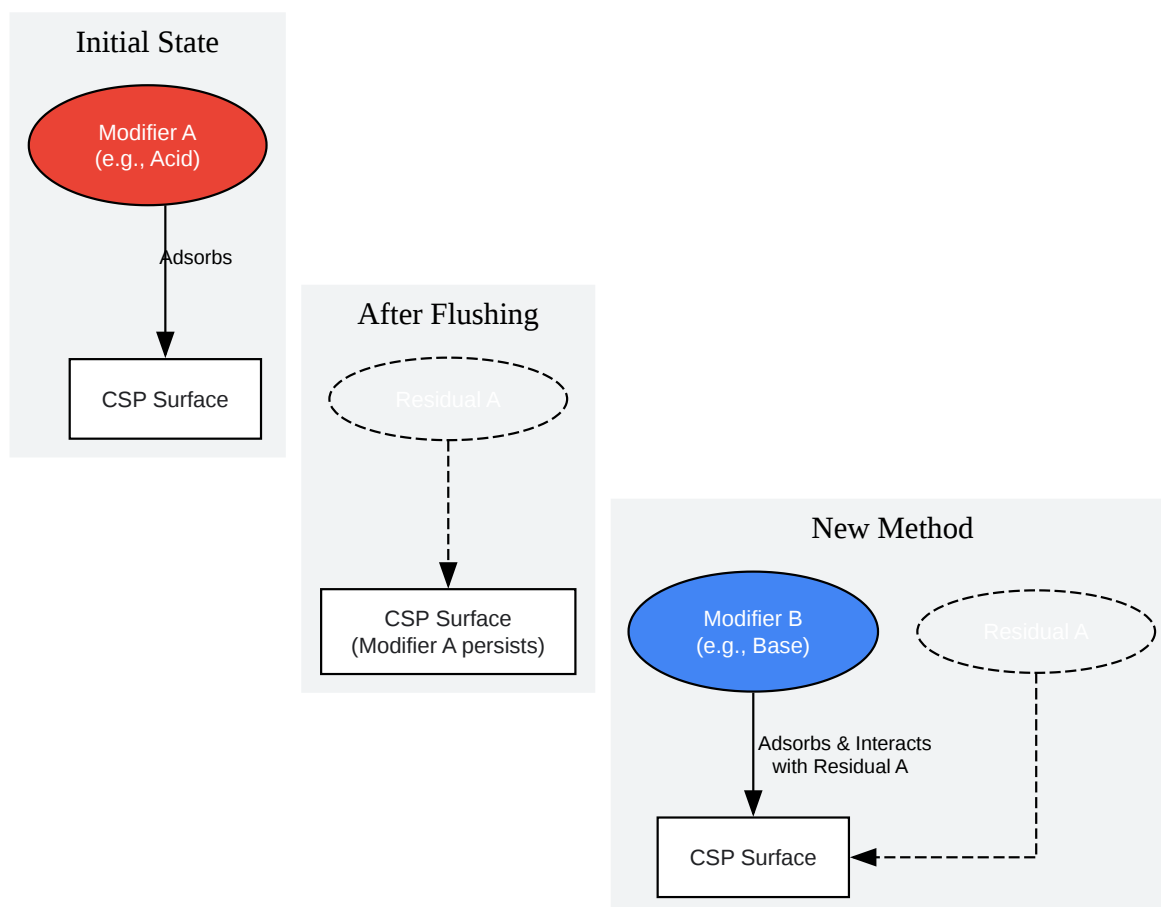 Initial State
Modifier A
(e.g., Acid)
Adsorbs
CSP Surface
After Flushing
Residual A
CSP Surface
(Modifier A persists)
New Method
Modifier B
(e.g., Base)
Residual A
Adsorbs & Interacts
with Residual A
CSP Surface